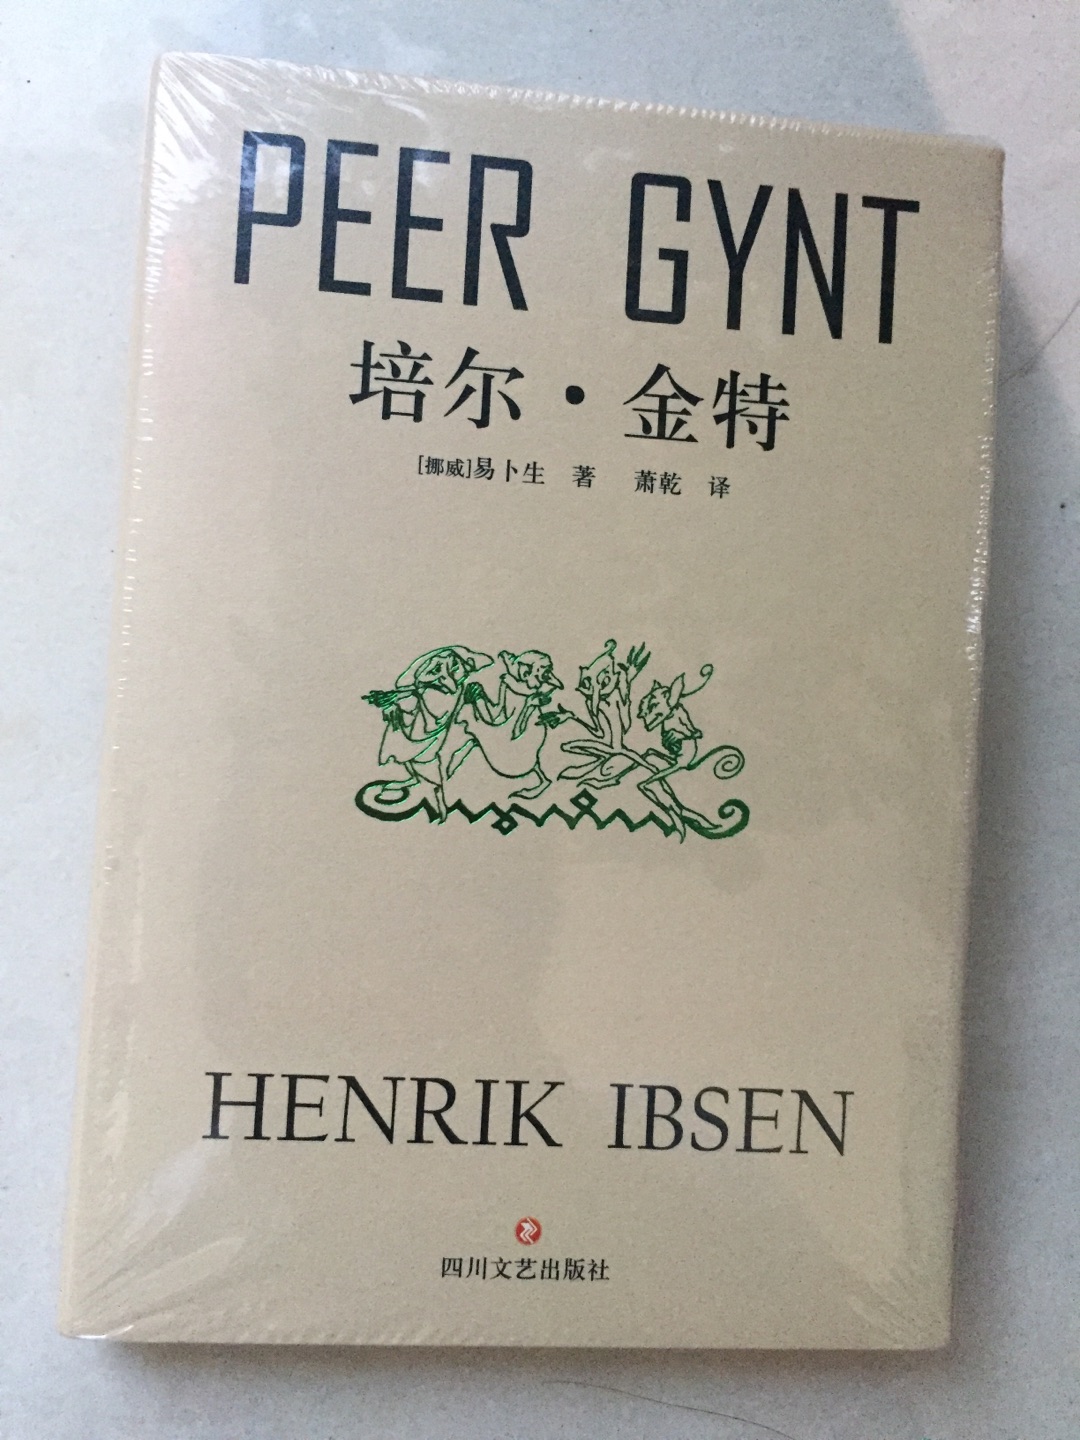 PEER GYNT
培尔·金特
[挪威]易卜生 著 萧乾 译
HENRIK IBSEN
四川文艺出版社